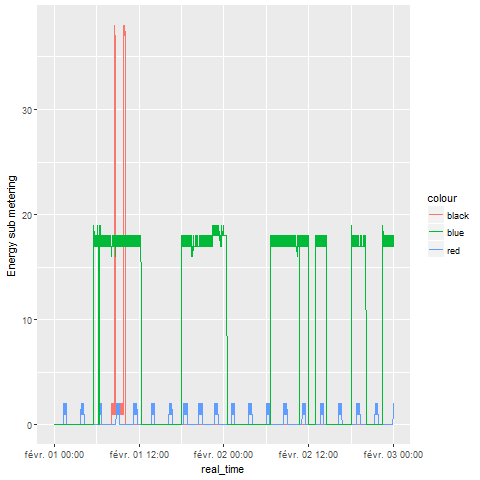 Energy sub metering
30
20
10
0
févr. 01 00:00
févr. 01 12:00
févr. 02 00:00
févr. 02 12:00
févr. 03 00:00
real_time
colour
black
blue
red